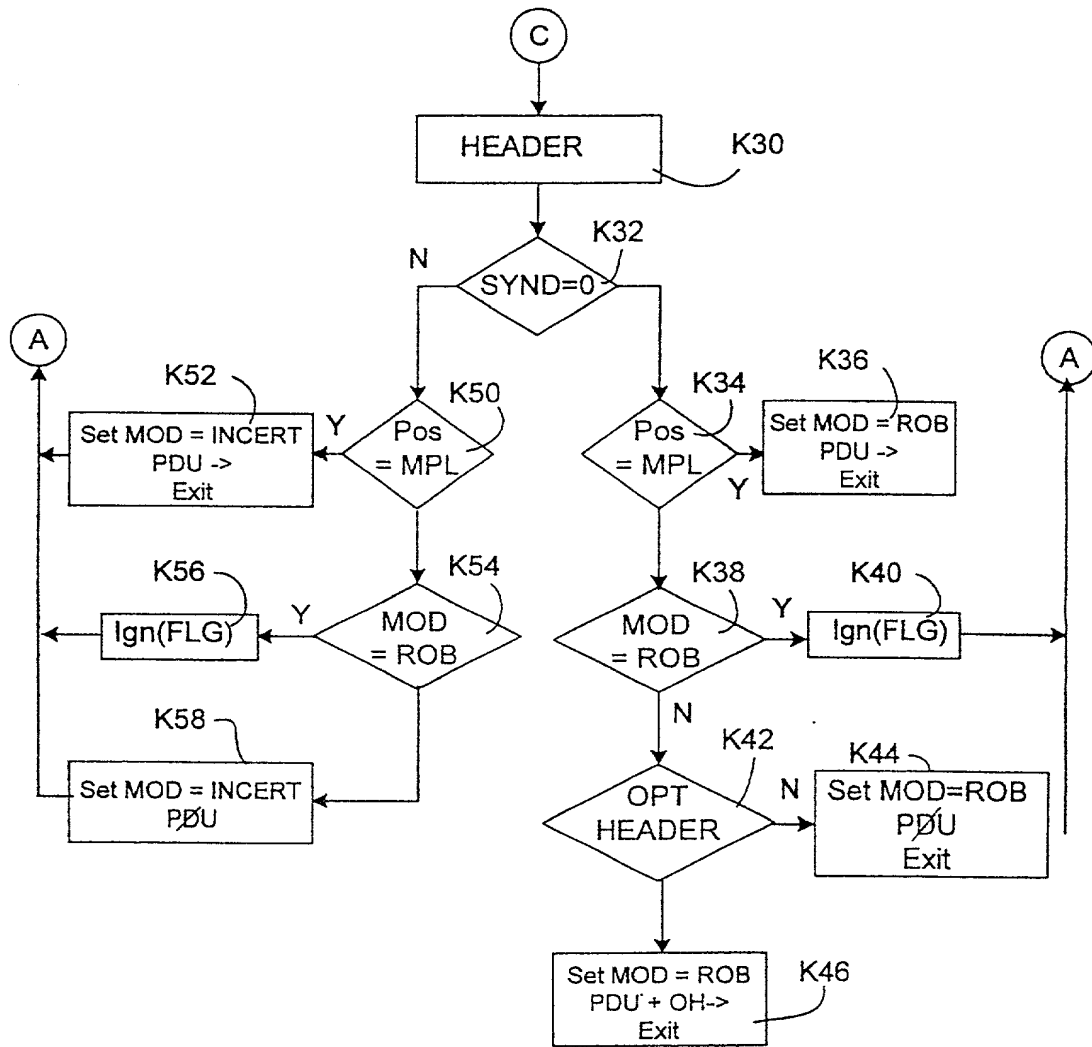 C
HEADER
K30
K32
N
SYND=0
A
A
K52
K50
K34
K36
Set MOD = INCERT
PDU ->
Exit
Y
Pos
= MPL
Pos
= MPL
Y
Set MOD = ROB
PDU ->
Exit
K56
K54
K38
K40
Ign(FLG)
Y
MOD
= ROB
MOD
= ROB
Y
Ign(FLG)
N
K58
K42
K44
Set MOD = INCERT
PDU
OPT
HEADER
N
Set MOD=ROB
PDU
Exit
Set MOD = ROB
PDU + OH->
Exit
K46